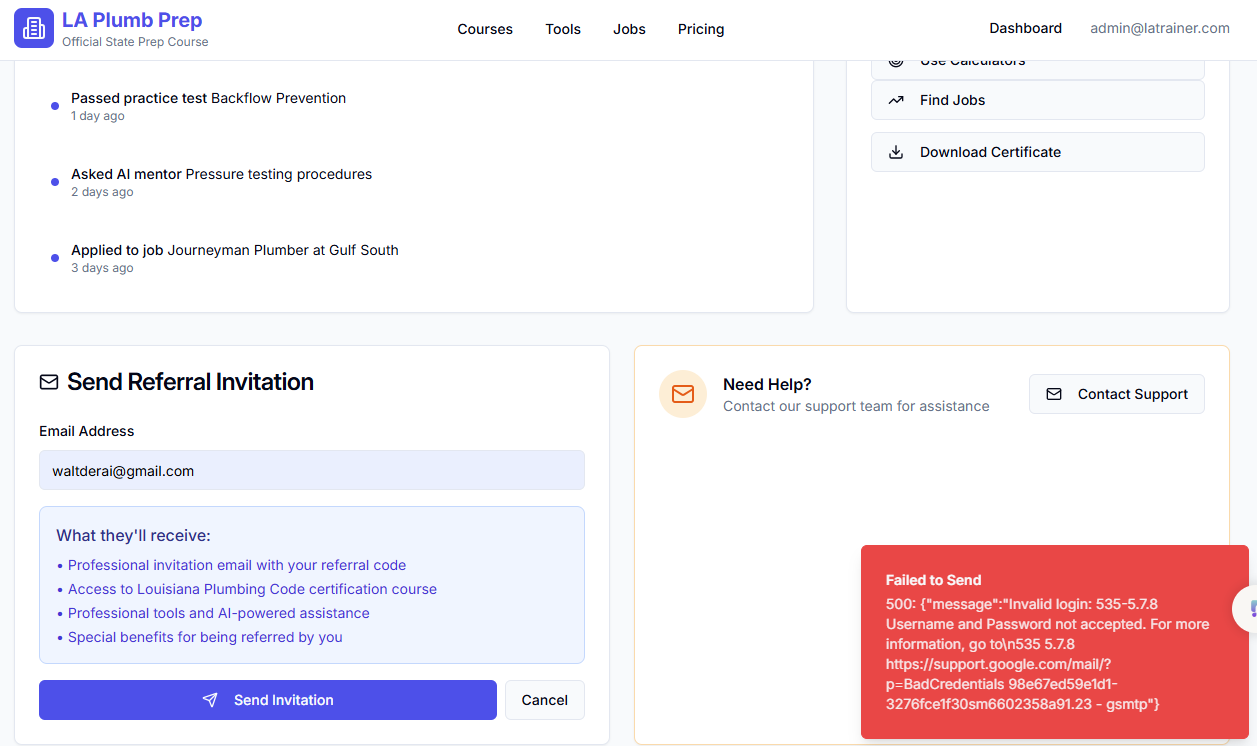 LA Plumb Prep
Official State Prep Course
Courses
Tools
Jobs
Pricing
Dashboard
admin@latrainer.com
Passed practice test Backflow Prevention
1 day ago
Asked AI mentor Pressure testing procedures
2 days ago
Applied to job Journeyman Plumber at Gulf South
3 days ago
Use Calculators
Find Jobs
Download Certificate
Send Referral Invitation
Email Address
waltderai@gmail.com
What they'll receive:
• Professional invitation email with your referral code
• Access to Louisiana Plumbing Code certification course
• Professional tools and AI-powered assistance
• Special benefits for being referred by you
Send Invitation
Cancel
Need Help?
Contact our support team for assistance
Contact Support
Failed to Send
500: {"message":"Invalid login: 535-5.7.8
Username and Password not accepted. For more
information, go to\n535 5.7.8
https://support.google.com/mail/?
p=BadCredentials 98e67ed59e1d1-
3276fce1f30sm6602358a91.23 - gsmtp"}